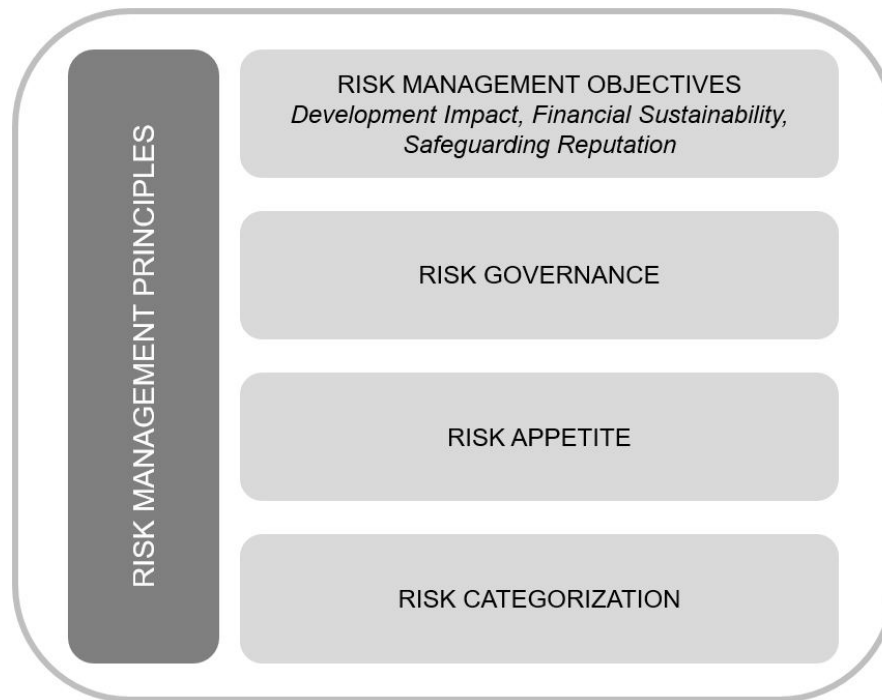 RISK MANAGEMENT PRINCIPLES
RISK MANAGEMENT OBJECTIVES
Development Impact, Financial Sustainability,
Safeguarding Reputation
RISK GOVERNANCE
RISK APPETITE
RISK CATEGORIZATION